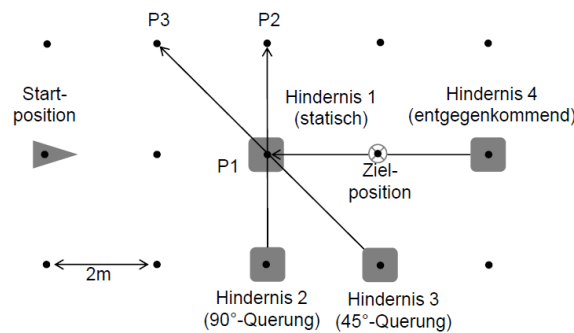 P3
P2
Start-
position
Hindernis 1
(statisch)
Hindernis 4
(entgegenkommend)
P1
Ziel-
position
2m
Hindernis 2
(90°-Querung)
Hindernis 3
(45°-Querung)